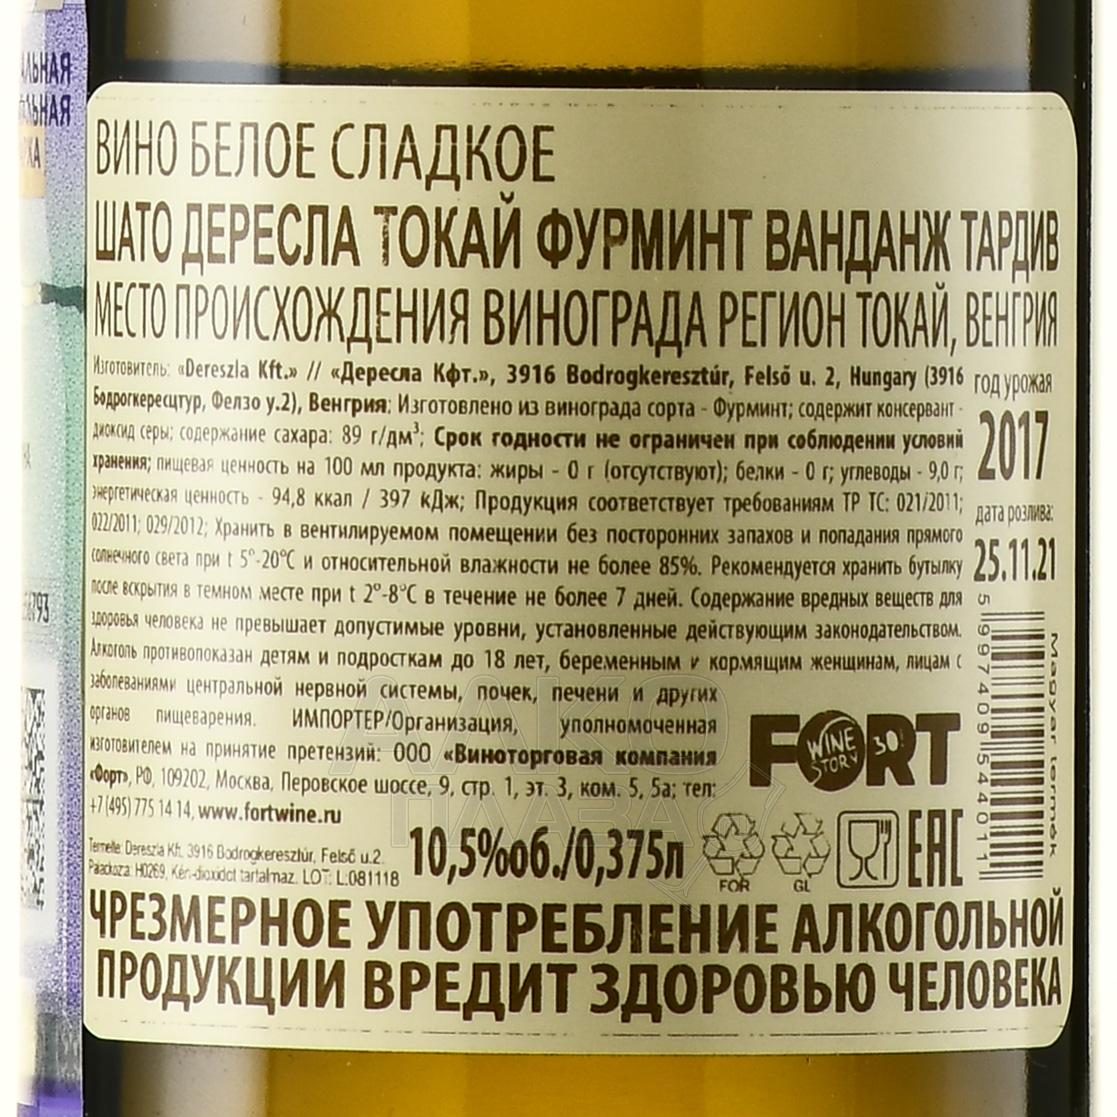 ВИНО БЕЛОЕ СЛАДКОЕ
ШАТО ДЕРЕСЛА ТОКАЙ ФУРМИНТ ВАНДАНЖ ТАРДИВ
МЕСТО ПРОИСХОЖДЕНИЯ ВИНОГРАДА РЕГИОН ТОКАЙ, ВЕНГРИЯ
Изготовитель: «Dereszla Kft.» // «Дересла Кфт.», 3916 Bodrogkeresztúr, Felső u. 2, Hungary (3916
Бодрогкересцтур, Фелзо у.2), Венгрия; Изготовлено из винограда сорта - Фурминт; содержит консервант -
диоксид серы; содержание сахара: 89 г/дм³; Срок годности не ограничен при соблюдении условий
хранения; пищевая ценность на 100 мл продукта: жиры - 0 г (отсутствуют); белки - 0 г; углеводы - 9,0 г;
энергетическая ценность - 94,8 ккал / 397 кДж; Продукция соответствует требованиям ТР ТС: 021/2011;
022/2011; 029/2012; Хранить в вентилируемом помещении без посторонних запахов и попадания прямого
солнечного света при t 5°-20°С и относительной влажности не более 85%. Рекомендуется хранить бутылку
после вскрытия в темном месте при t 2°-8°С в течение не более 7 дней. Содержание вредных веществ для
здоровья человека не превышает допустимые уровни, установленные действующим законодательством.
Алкоголь противопоказан детям и подросткам до 18 лет, беременным и кормящим женщинам, лицам с
заболеваниями центральной нервной системы, почек, печени и других
органов пищеварения. ИМПОРТЕР/Организация, уполномоченная
изготовителем на принятие претензий: ООО «Виноторговая компания
«Форт», РФ, 109202, Москва, Перовское шоссе, 9, стр. 1, эт. 3, ком. 5, 5а; тел:
+7 (495) 775 14 14, www.fortwine.ru
год урожая
2017
дата розлива:
25.11.21
5 997409 544011
Magyar termék
FORT
WINE
STORY
30
Termelte: Dereszla Kft. 3916 Bodrogkeresztúr, Felső u.2.
Palackozta: H0269, Kén-dioxidot tartalmaz. LOT: L:081118
10,5%об./0,375л
FOR
GL
EAC
ЧРЕЗМЕРНОЕ УПОТРЕБЛЕНИЕ АЛКОГОЛЬНОЙ
ПРОДУКЦИИ ВРЕДИТ ЗДОРОВЬЮ ЧЕЛОВЕКА
АЛКО
ПЛАЗА